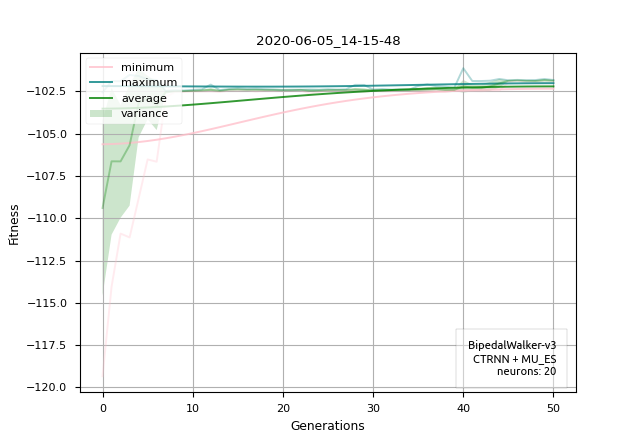 2020-06-05_14-15-48
minimum
maximum
average
variance
−102.5
−105.0
−107.5
−110.0
−112.5
−115.0
−117.5
−120.0
Fitness
BipedalWalker-v3
CTRNN + MU_ES
neurons: 20
0 10 20 30 40 50
Generations